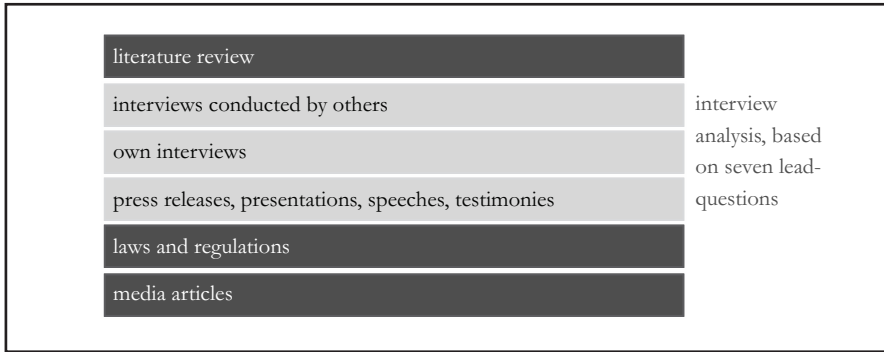 literature review
interviews conducted by others
own interviews
press releases, presentations, speeches, testimonies
laws and regulations
media articles
interview
analysis, based
on seven lead-
questions